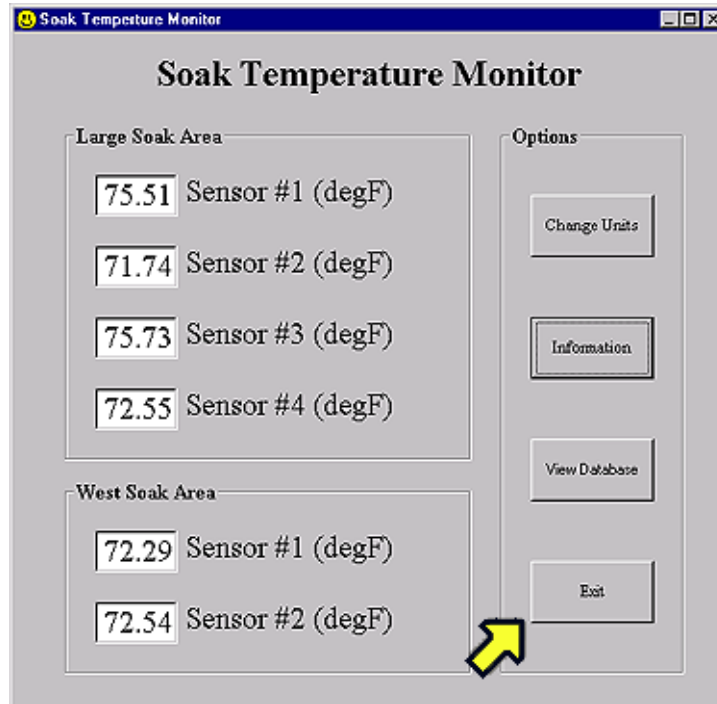 Soak Temperture Monitor
Soak Temperature Monitor
Large Soak Area
75.51 Sensor #1 (degF)
71.74 Sensor #2 (degF)
75.73 Sensor #3 (degF)
72.55 Sensor #4 (degF)
West Soak Area
72.29 Sensor #1 (degF)
72.54 Sensor #2 (degF)
Options
Change Units
Information
View Database
Exit